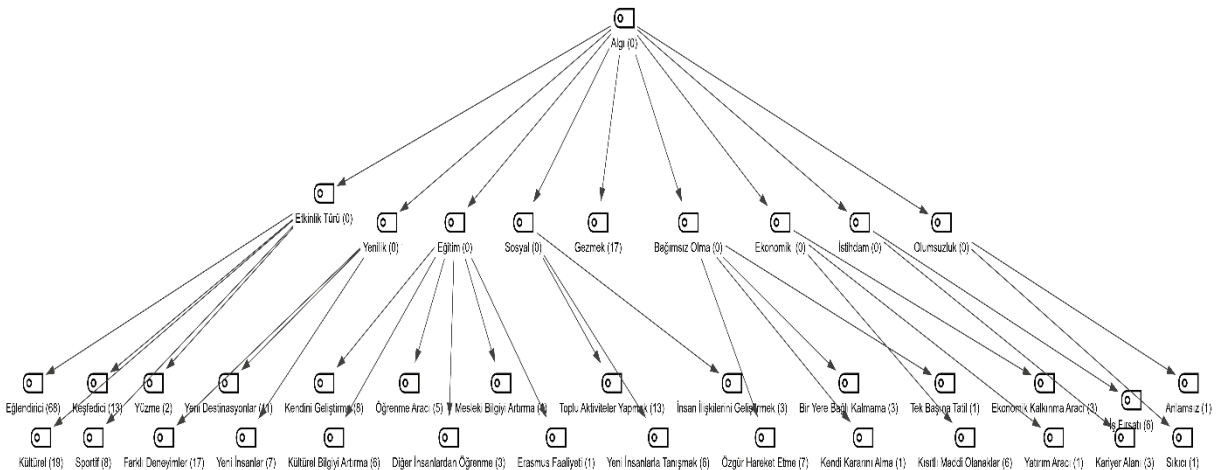 Algı (0)
Etkinlik Türü (0)
Yenilik (0)
Eğitim (0)
Sosyal (0)
Gezmek (17)
Bağımsız Olma (0)
Ekonomik (0)
İstihdam (0)
Olumsuzluk (0)
Eğlendirici (68)
Keşfedici (13)
Yüzme (2)
Yeni Destinasyonlar
Kendini Geliştirme (8)
Öğrenme Aracı (5)
Mesleki Bilgiyi Artırma
Toplu Aktiviteler Yapmak (13)
İnsan İlişkilerini Geliştirmek (3)
Bir Yere Bağlı Kalmama (3)
Tek Başına Tatil (1)
Ekonomik Kalkınma Aracı (3)
İş Fırsatı (6)
Anlamsız (1)
Kültürel (19)
Sportif (8)
Farklı Deneyimler (17)
Yeni İnsanlar (7)
Kültürel Bilgiyi Artırma (6)
Diğer İnsanlardan Öğrenme (3)
Erasmus Faaliyeti (1)
Yeni İnsanlarla Tanışmak (6)
Özgür Hareket Etme (7)
Kendi Kararını Alma (1)
Kısıtlı Maddi Olanaklar (6)
Yatırım Aracı (1)
Kariyer Alanı (3)
Sıkıcı (1)